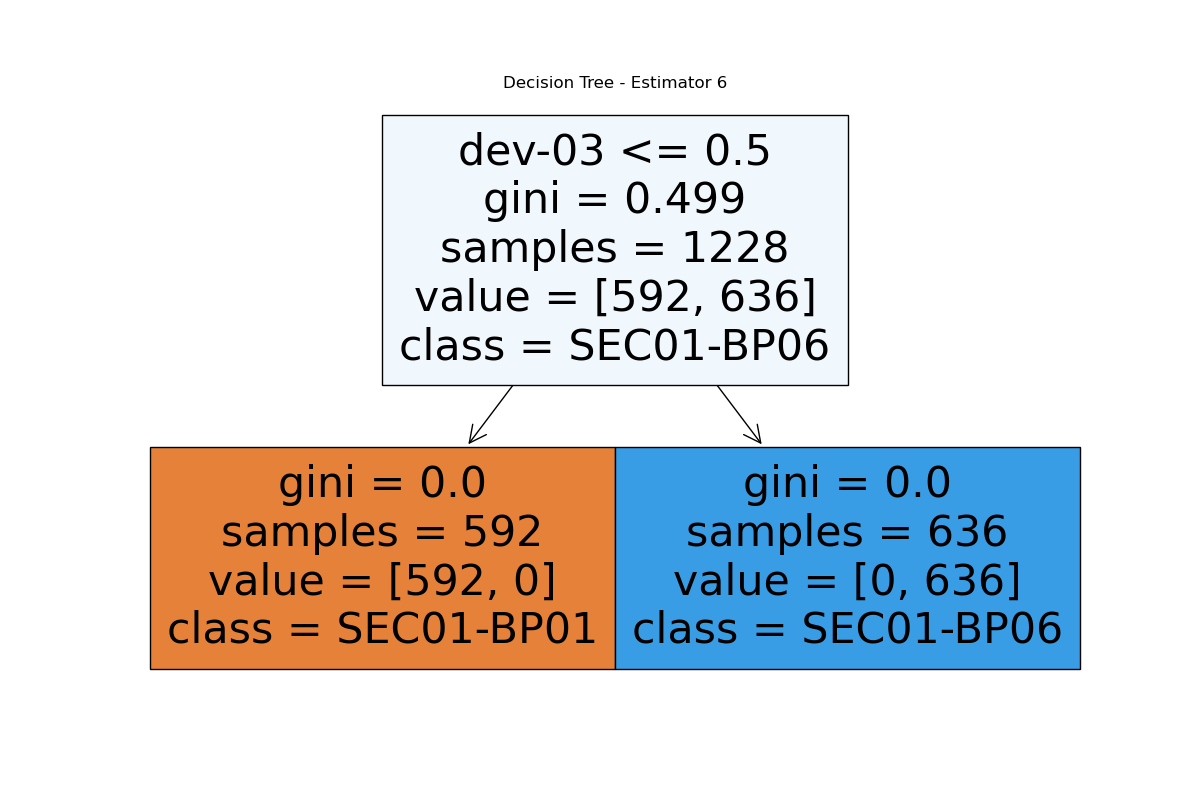 Decision Tree - Estimator 6
dev-03 <= 0.5
gini = 0.499
samples = 1228
value = [592, 636]
class = SEC01-BP06
gini = 0.0
samples = 592
value = [592, 0]
class = SEC01-BP01
gini = 0.0
samples = 636
value = [0, 636]
class = SEC01-BP06